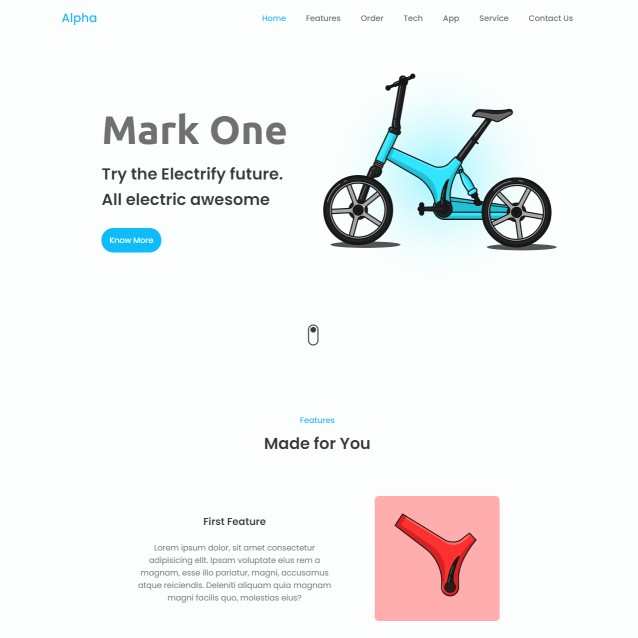 Alpha
Home Features Order Tech App Service Contact Us
Mark One
Try the Electrify future.
All electric awesome
Know More
Features
Made for You
First Feature
Lorem ipsum dolor, sit amet consectetur
adipisicing elit. Ipsam voluptate eius rem a
magnam, esse illo pariatur, magni, accusamus
atque reiciendis. Deleniti aliquam quia magnam
magni facilis quo, molestias eius?